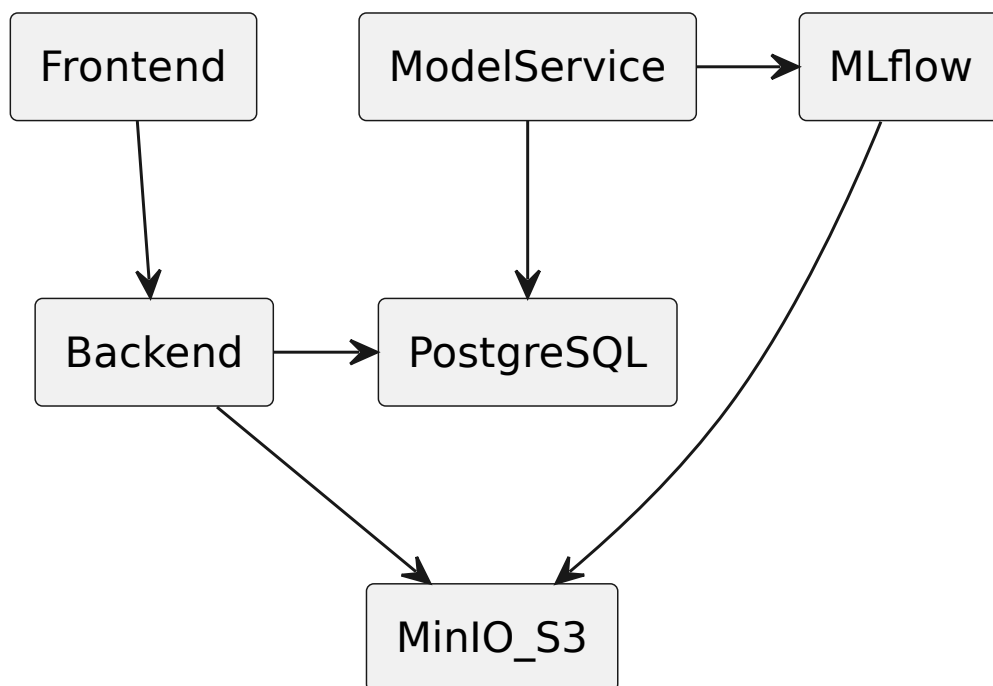 Frontend
ModelService
MLflow
Backend
PostgreSQL
MinIO_S3